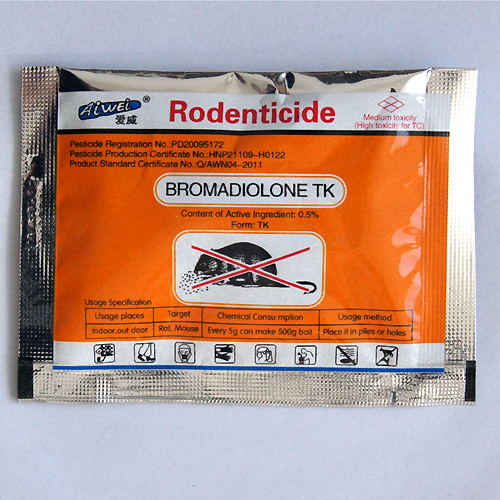 Aiwei ®
爱威
Rodenticide
Medium toxicity
(High toxicity for TC)
Pesticide Registration No.:PD20095172
Pesticide Production Certificate No.:HNP21109-H0122
Product Standard Certificate No.:Q/AWN04-2011
BROMADIOLONE TK
Content of Active Ingredient: 0.5%
Form: TK
Usage Specification
Usage places Target Chemical Consu mption Usage method
Indoor,out door Rat, Mouse Every 5g can make 500g bait Place it in piles or holes